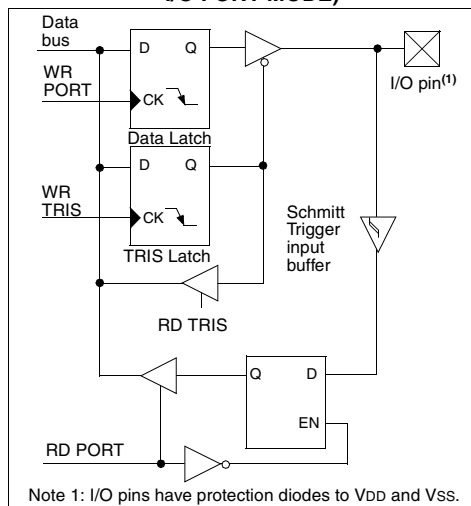 I/O PORT MODE)
Data
bus
D Q
WR
PORT
CK
I/O pin(1)
Data Latch
D Q
WR
TRIS
CK
TRIS Latch
Schmitt
Trigger
input
buffer
RD TRIS
Q D
EN
RD PORT
Note 1: I/O pins have protection diodes to VDD and VSS.